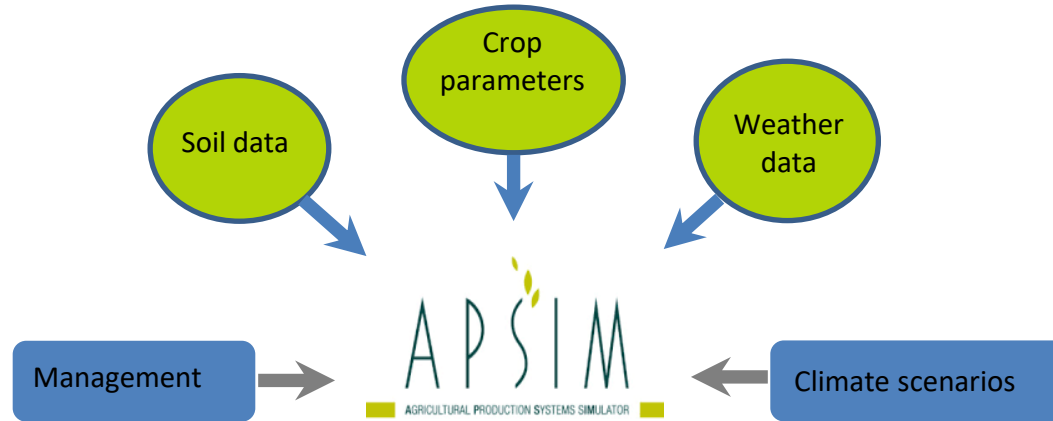 Crop
parameters
Soil data
Weather
data
APSIM
AGRICULTURAL PRODUCTION SYSTEMS SIMULATOR
Management
Climate scenarios